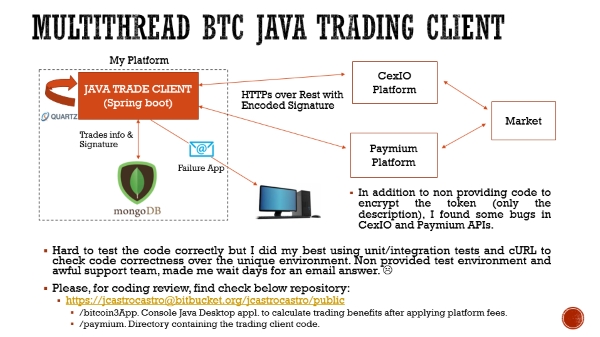 MULTITHREAD BTC JAVA TRADING CLIENT
My Platform
JAVA TRADE CLIENT
(Spring boot)
QUARTZ
Trades info &
Signature
mongoDB
Failure App
HTTPs over Rest with
Encoded Signature
CexIO
Platform
Paymium
Platform
Market
In addition to non providing code to
encrypt the token (only the
description), I found some bugs in
CexIO and Paymium APIs.
Hard to test the code correctly but I did my best using unit/integration tests and cURL to
check code correctness over the unique environment. Non provided test environment and
awful support team, made me wait days for an email answer.☹
Please, for coding review, find check below repository:
https://jcastrocastro@bitbucket.org/jcastrocastro/public
/bitcoin3App. Console Java Desktop appl. to calculate trading benefits after applying platform fees.
/paymium. Directory containing the trading client code.